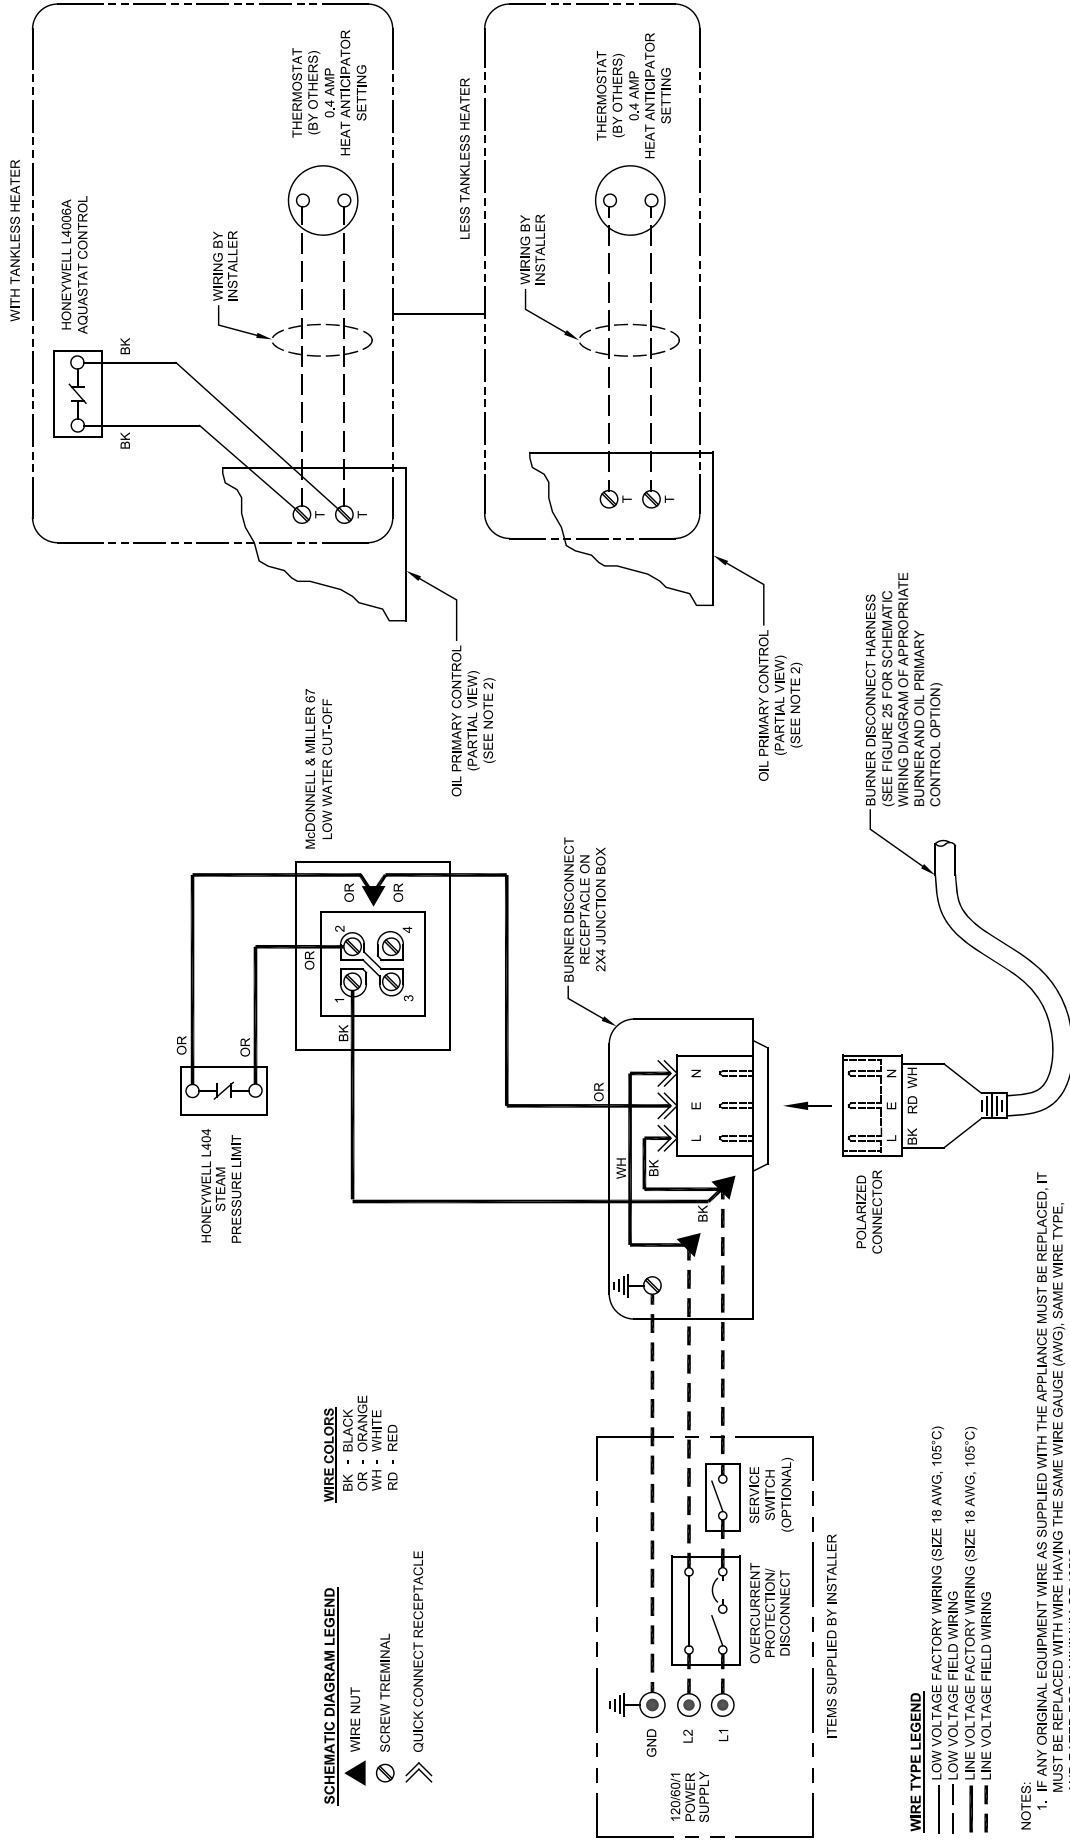 WITH TANKLESS HEATER
HONEYWELL L4006A
AQUASTAT CONTROL
BK
BK
WIRING BY
INSTALLER
THERMOSTAT
(BY OTHERS)
0.4 AMP
HEAT ANTICIPATOR
SETTING
T
T
OIL PRIMARY CONTROL
(PARTIAL VIEW)
(SEE NOTE 2)
LESS TANKLESS HEATER
WIRING BY
INSTALLER
THERMOSTAT
(BY OTHERS)
0.4 AMP
HEAT ANTICIPATOR
SETTING
T
T
OIL PRIMARY CONTROL
(PARTIAL VIEW)
(SEE NOTE 2)
HONEYWELL L404
STEAM
PRESSURE LIMIT
OR
OR
McDONNELL & MILLER 67
LOW WATER CUT-OFF
OR
OR
OR
BK
1
2
3
4
BURNER DISCONNECT
RECEPTACLE ON
2X4 JUNCTION BOX
OR
WH
BK
BK
L
E
N
POLARIZED
CONNECTOR
L
E
N
BK
RD
WH
BURNER DISCONNECT HARNESS
(SEE FIGURE 25 FOR SCHEMATIC
WIRING DIAGRAM OF APPROPRIATE
BURNER AND OIL PRIMARY
CONTROL OPTION)
SCHEMATIC DIAGRAM LEGEND
WIRE NUT
SCREW TREMINAL
QUICK CONNECT RECEPTACLE
WIRE COLORS
BK - BLACK
OR - ORANGE
WH - WHITE
RD - RED
120/60/1
POWER
SUPPLY
GND
L2
L1
OVERCURRENT
PROTECTION/
DISCONNECT
SERVICE
SWITCH
(OPTIONAL)
ITEMS SUPPLIED BY INSTALLER
WIRE TYPE LEGEND
LOW VOLTAGE FACTORY WIRING (SIZE 18 AWG, 105°C)
LOW VOLTAGE FIELD WIRING
LINE VOLTAGE FACTORY WIRING (SIZE 18 AWG, 105°C)
LINE VOLTAGE FIELD WIRING
NOTES:
1. IF ANY ORIGINAL EQUIPMENT WIRE AS SUPPLIED WITH THE APPLIANCE MUST BE REPLACED, IT
MUST BE REPLACED WITH WIRE HAVING THE SAME WIRE GAUGE (AWG), SAME WIRE TYPE,